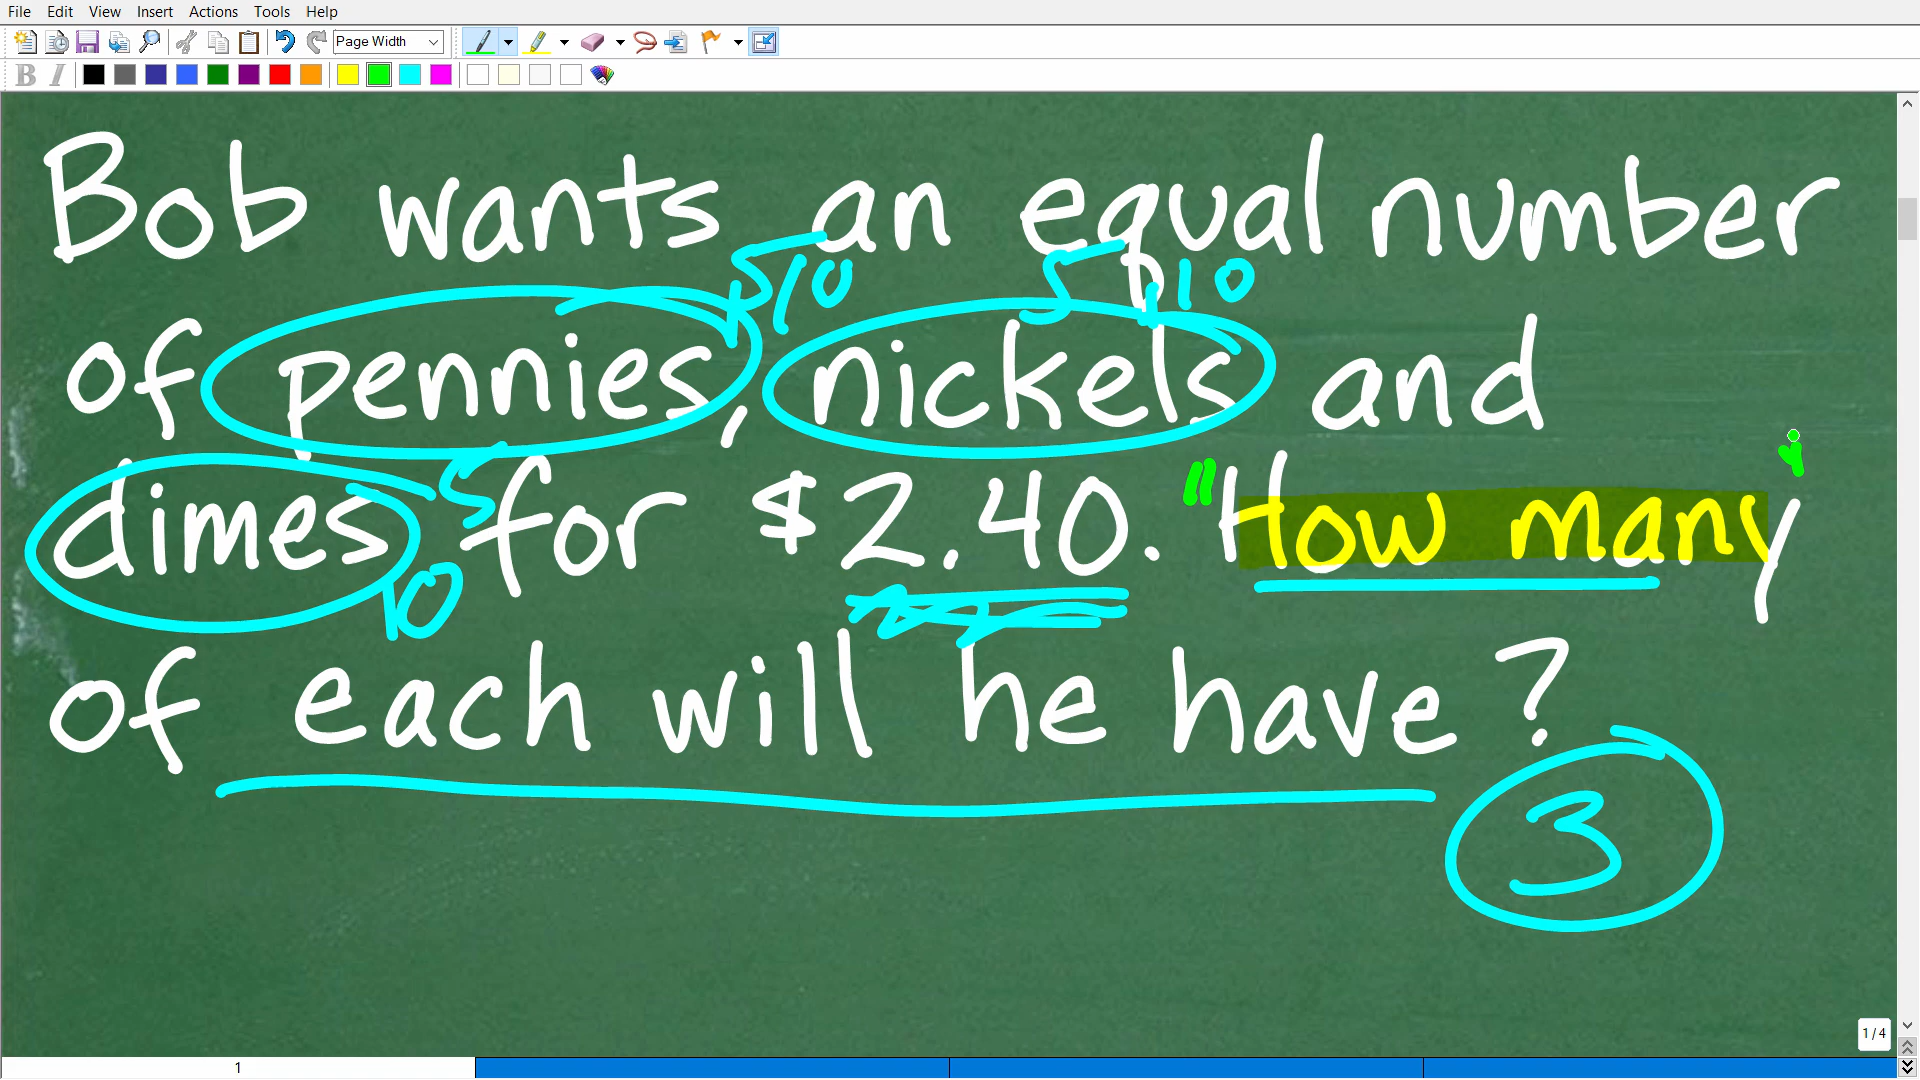 File Edit View Insert Actions Tools Help
Page Width
B I
Bob wants an equal number
5, 10 5, 10
of pennies, nickels and
5
dimes for $2.40. "How many
10
of each will he have?
3
1 / 4
1